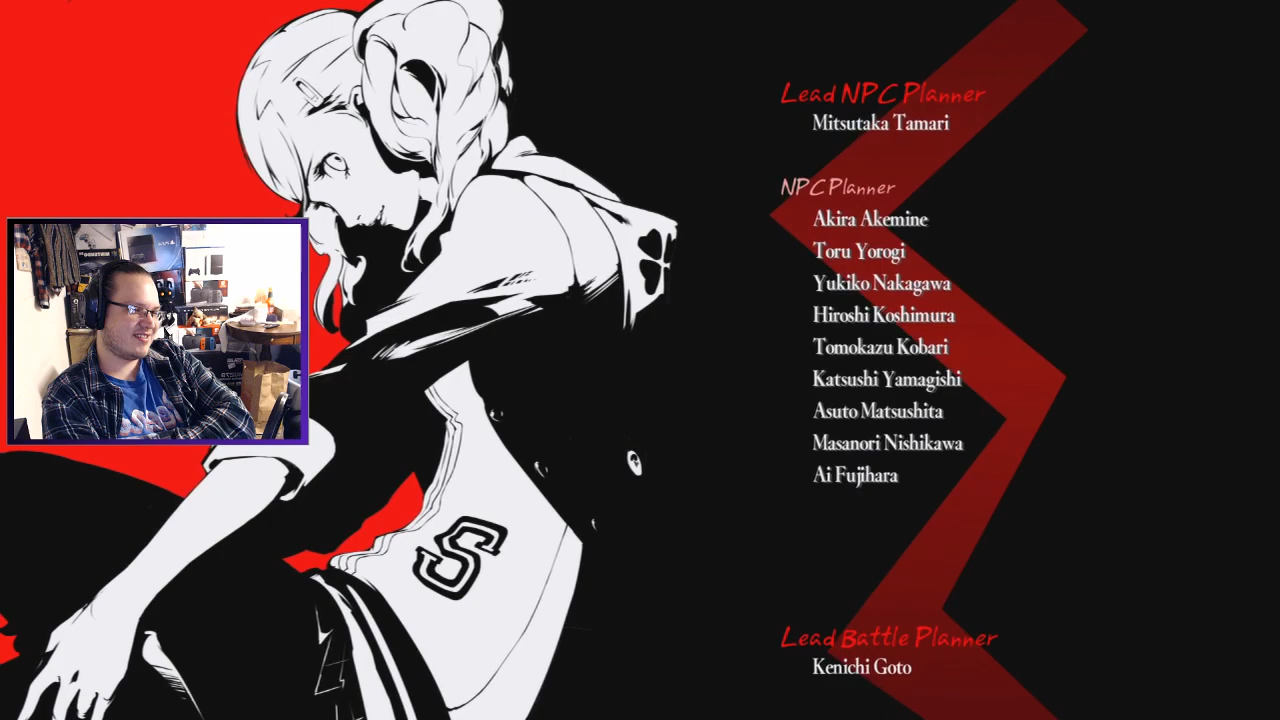 Lead NPC Planner
Mitsutaka Tamari
NPC Planner
Akira Akemine
Toru Yorogi
Yukiko Nakagawa
Hiroshi Koshimura
Tomokazu Kobari
Katsushi Yamagishi
Asuto Matsushita
Masanori Nishikawa
Ai Fujihara
Lead Battle Planner
Kenichi Goto
S